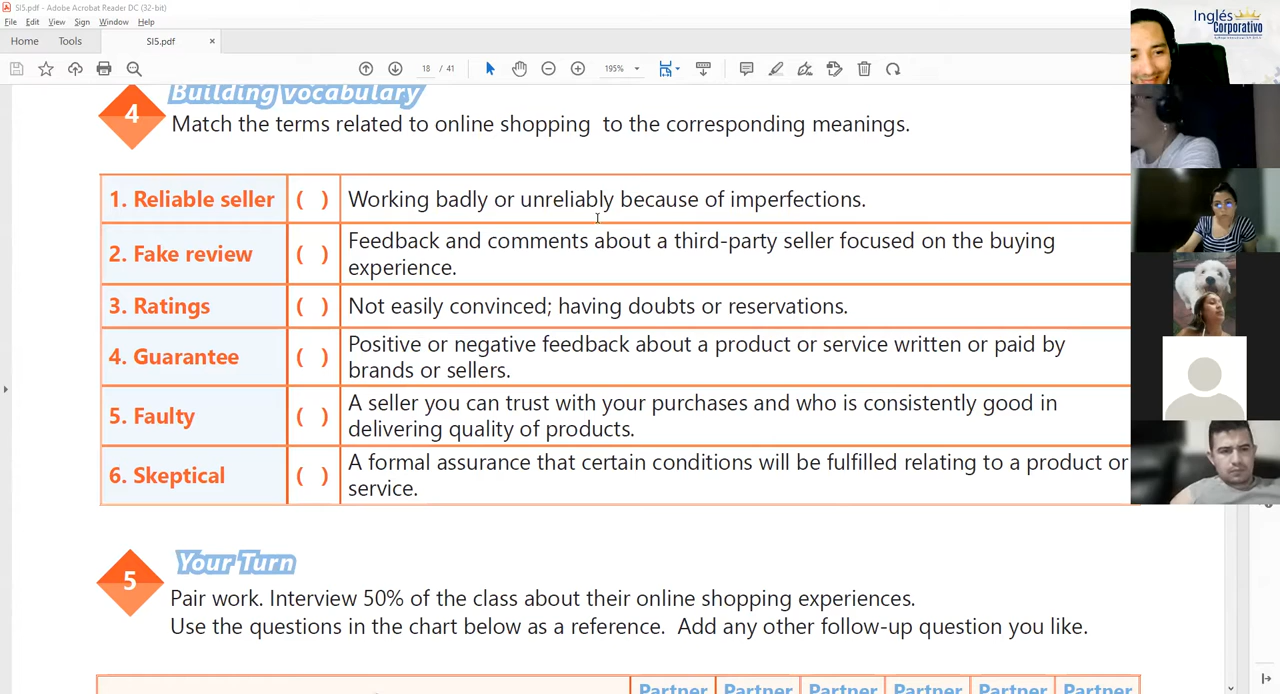 SI5.pdf - Adobe Acrobat Reader DC (32-bit)
File Edit View Sign Window Help
Home Tools SI5.pdf ×
18 / 41 195%
Inglés
Corporativo
Building Vocabulary
4
Match the terms related to online shopping to the corresponding meanings.
1. Reliable seller ( ) Working badly or unreliably because of imperfections.
2. Fake review ( ) Feedback and comments about a third-party seller focused on the buying
experience.
3. Ratings ( ) Not easily convinced; having doubts or reservations.
4. Guarantee ( ) Positive or negative feedback about a product or service written or paid by
brands or sellers.
5. Faulty ( ) A seller you can trust with your purchases and who is consistently good in
delivering quality of products.
6. Skeptical ( ) A formal assurance that certain conditions will be fulfilled relating to a product or
service.
Your Turn
5
Pair work. Interview 50% of the class about their online shopping experiences.
Use the questions in the chart below as a reference. Add any other follow-up question you like.
Partner Partner Partner Partner Partner Partner